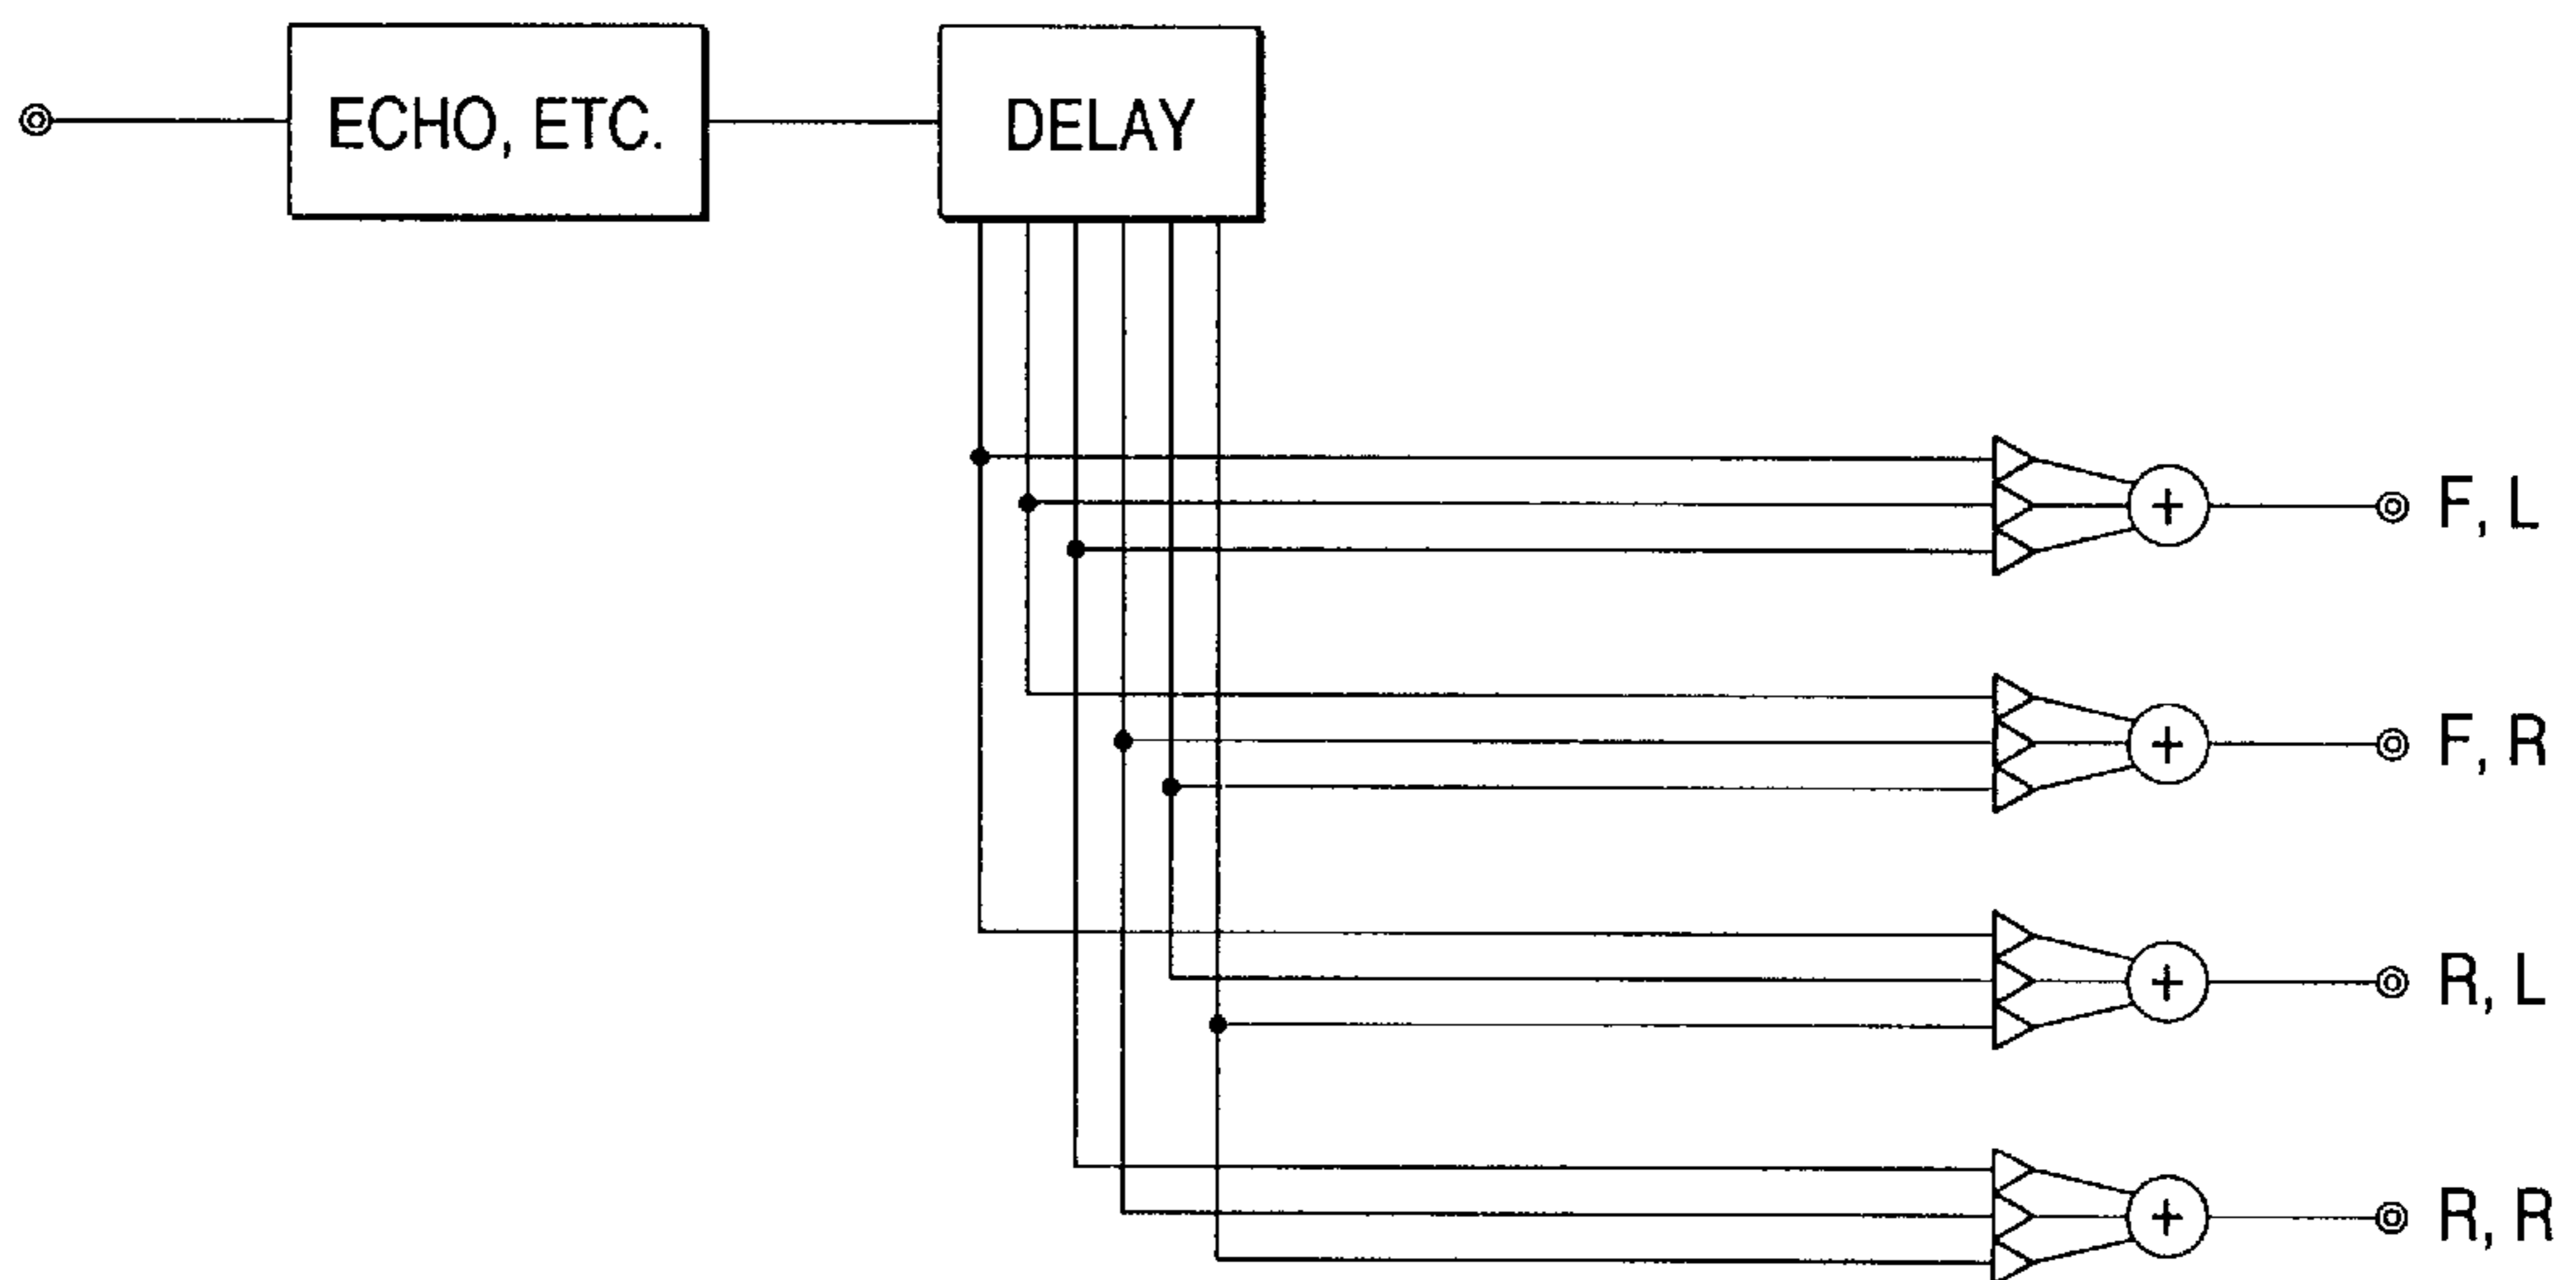 ECHO, ETC.
DELAY
+
F, L
+
F, R
+
R, L
+
R, R